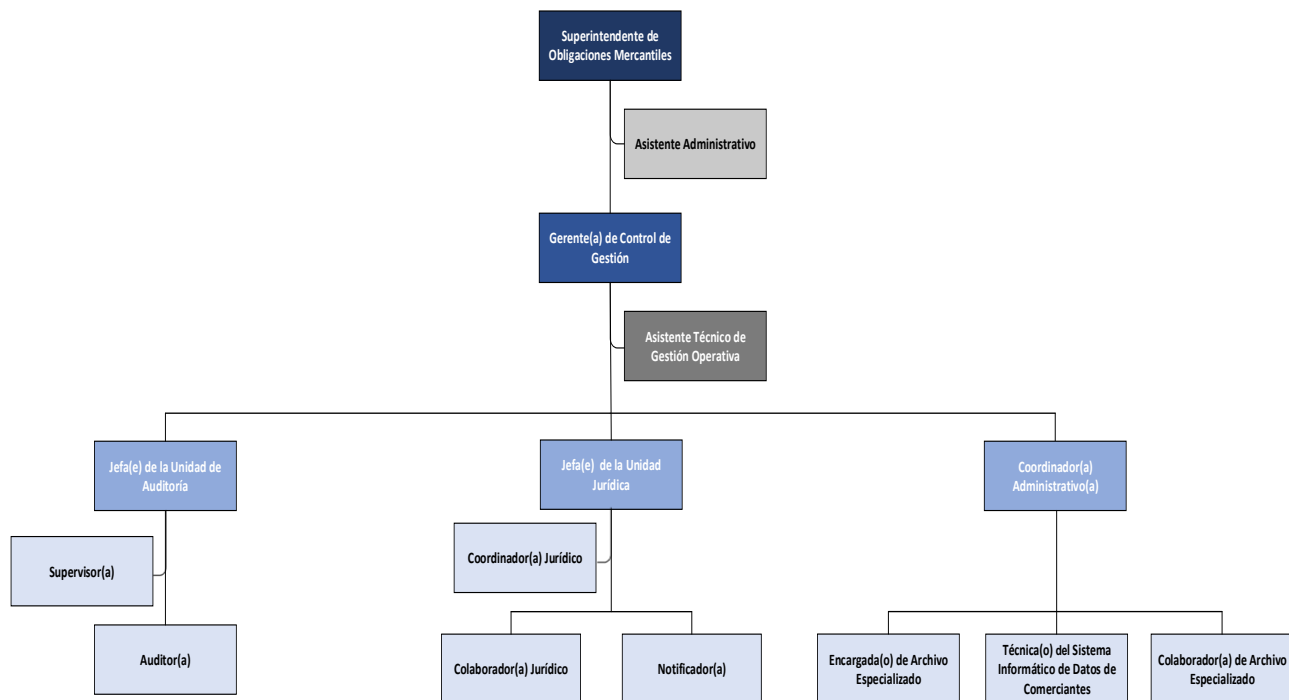 Superintendente de
Obligaciones Mercantiles
Asistente Administrativo
Gerente(a) de Control de
Gestión
Asistente Técnico de
Gestión Operativa
Jefa(e) de la Unidad de
Auditoría
Jefa(e) de la Unidad
Jurídica
Coordinador(a)
Administrativo(a)
Supervisor(a)
Coordinador(a) Jurídico
Auditor(a)
Colaborador(a) Jurídico
Notificador(a)
Encargada(o) de Archivo
Especializado
Técnica(o) del Sistema
Informático de Datos de
Comerciantes
Colaborador(a) de Archivo
Especializado